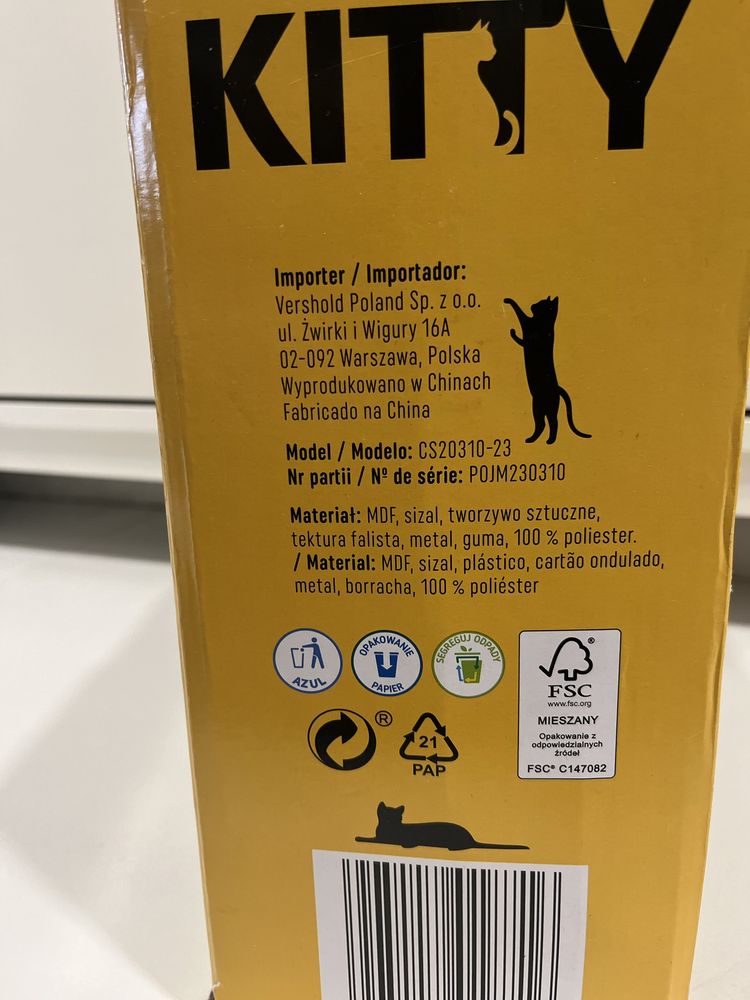 KITTY
Importer / Importador:
Vershold Poland Sp. z o.o.
ul. Żwirki i Wigury 16A
02-092 Warszawa, Polska
Wyprodukowano w Chinach
Fabricado na China
Model / Modelo: CS20310-23
Nr partii / Nº de série: POJM230310
Materiał: MDF, sizal, tworzywo sztuczne,
tektura falista, metal, guma, 100 % poliester.
/ Material: MDF, sizal, plástico, cartão ondulado,
metal, borracha, 100 % poliéster
AZUL
OPAKOWANIE
PAPIER
SEGREGUJ ODPADY
®
FSC
www.fsc.org
MIESZANY
Opakowanie z
odpowiedzialnych
źródeł
FSC® C147082
®
21
PAP